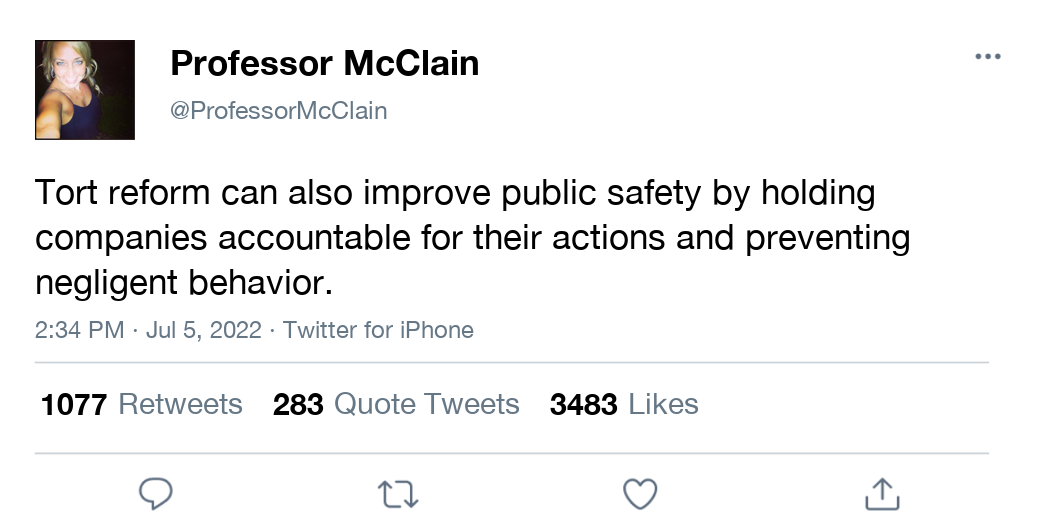 Professor McClain
@ProfessorMcClain
Tort reform can also improve public safety by holding
companies accountable for their actions and preventing
negligent behavior.
2:34 PM · Jul 5, 2022 · Twitter for iPhone
1077 Retweets 283 Quote Tweets 3483 Likes